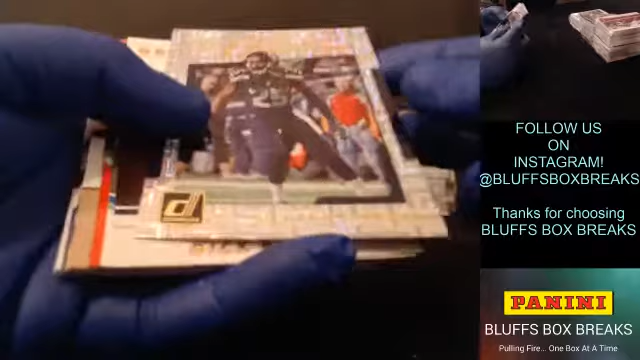 FOLLOW US
ON
INSTAGRAM!
@BLUFFSBOXBREAKS
Thanks for choosing
BLUFFS BOX BREAKS
PANINI
BLUFFS BOX BREAKS
Pulling Fire... One Box At A Time